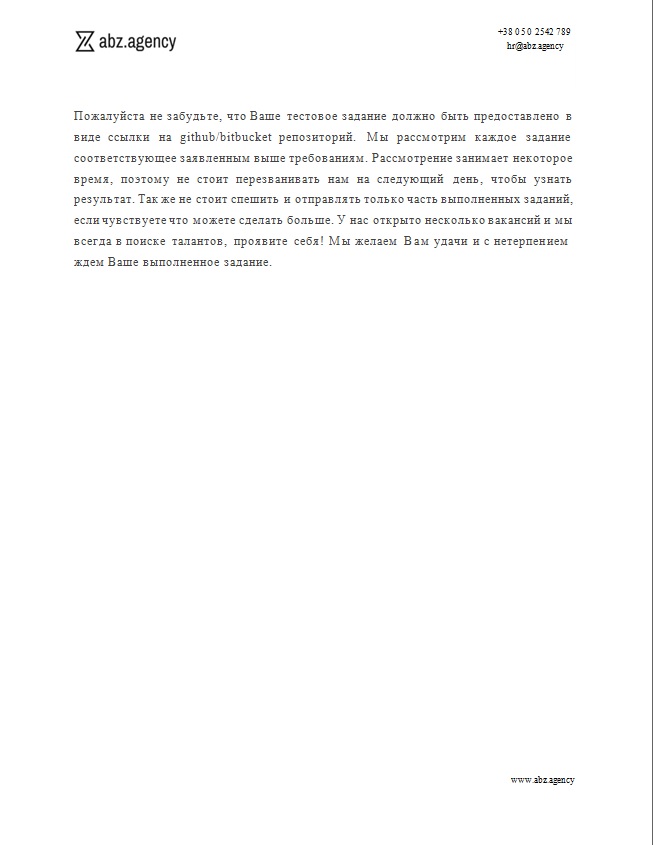 abz.agency
+38 050 2542 789
hr@abz.agency
Пожалуйста не забудьте, что Ваше тестовое задание должно быть предоставлено в
виде ссылки на github/bitbucket репозиторий. Мы рассмотрим каждое задание
соответствующее заявленным выше требованиям. Рассмотрение занимает некоторое
время, поэтому не стоит перезванивать нам на следующий день, чтобы узнать
результат. Так же не стоит спешить и отправлять только часть выполненных заданий,
если чувствуете что можете сделать больше. У нас открыто несколько вакансий и мы
всегда в поиске талантов, проявите себя! Мы желаем Вам удачи и с нетерпением
ждем Ваше выполненное задание.
www.abz.agency